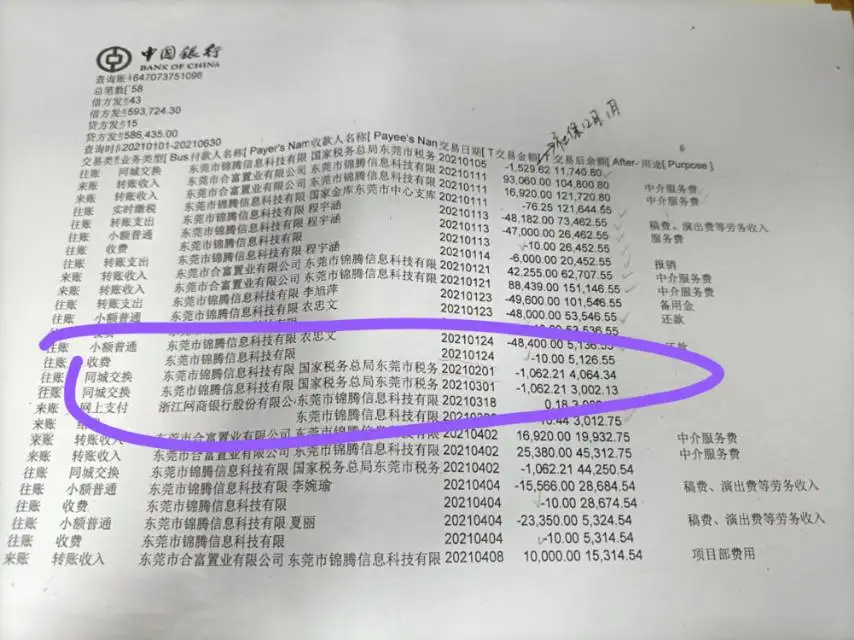 中国银行
BANK OF CHINA
查询账号647073751096
总笔数[ 58
借方发生43
借方发生593,724.30
贷方发生15
贷方发生586,435.00
查询时 20210101-20210630
交易类 业务类型[ Bus 付款人名称[ Payer's Nam 收款人名称[ Payee's Nan 交易日期[ T 交易金额[ T 交易后余额[ After- 用途[ Purpose ]
社保12月1月
往账 同城交换 东莞市锦腾信息科技有限 国家税务总局东莞市税务 20210105 -1,529.62 11,740.80
来账 转账收入 东莞市合富置业有限公司 东莞市锦腾信息科技有限 20210111 93,060.00 104,800.80 中介服务费
来账 转账收入 东莞市合富置业有限公司 东莞市锦腾信息科技有限 20210111 16,920.00 121,720.80 中介服务费
往账 实时缴税 东莞市锦腾信息科技有限 国家金库东莞市中心支库 20210111 -76.25 121,644.55
往账 转账支出 东莞市锦腾信息科技有限 程宇涵 20210113 -48,182.00 73,462.55 稿费、演出费等劳务收入
往账 小额普通 东莞市锦腾信息科技有限 程宇涵 20210113 -47,000.00 26,462.55 服务费
往账 收费 东莞市锦腾信息科技有限 20210113 -10.00 26,452.55
往账 转账支出 东莞市锦腾信息科技有限 程宇涵 20210114 -6,000.00 20,452.55 报销
来账 转账收入 东莞市合富置业有限公司 东莞市锦腾信息科技有限 20210121 42,255.00 62,707.55 中介服务费
来账 转账收入 东莞市合富置业有限公司 东莞市锦腾信息科技有限 20210121 88,439.00 151,146.55 中介服务费
往账 转账支出 东莞市锦腾信息科技有限 李旭萍 20210123 -49,600.00 101,546.55 备用金
往账 小额普通 东莞市锦腾信息科技有限 农忠文 20210123 -48,000.00 53,546.55 还款
53,536.55
往账 小额普通 东莞市锦腾信息科技有限 农忠文 20210124 -48,400.00 5,136.55 还款
往账 收费 东莞市锦腾信息科技有限 20210124 -10.00 5,126.55
往账 同城交换 东莞市锦腾信息科技有限 国家税务总局东莞市税务 20210201 -1,062.21 4,064.34
往账 同城交换 东莞市锦腾信息科技有限 国家税务总局东莞市税务 20210301 -1,062.21 3,002.13
来账 网上支付 浙江网商银行股份有限公 东莞市锦腾信息科技有限 20210318 0.18
来账 东莞市锦腾信息科技有限 10.44 3,012.75
来账 转账收入 东莞市合富置业有限公司 东莞市锦腾信息科技有限 20210402 16,920.00 19,932.75 中介服务费
来账 转账收入 东莞市合富置业有限公司 东莞市锦腾信息科技有限 20210402 25,380.00 45,312.75 中介服务费
往账 同城交换 东莞市锦腾信息科技有限 国家税务总局东莞市税务 20210402 -1,062.21 44,250.54
往账 小额普通 东莞市锦腾信息科技有限 李婉瑜 20210404 -15,566.00 28,684.54 稿费、演出费等劳务收入
往账 收费 东莞市锦腾信息科技有限 20210404 -10.00 28,674.54
往账 小额普通 东莞市锦腾信息科技有限 夏丽 20210404 -23,350.00 5,324.54 稿费、演出费等劳务收入
往账 收费 东莞市锦腾信息科技有限 20210404 -10.00 5,314.54
来账 转账收入 东莞市合富置业有限公司 东莞市锦腾信息科技有限 20210408 10,000.00 15,314.54 项目部费用